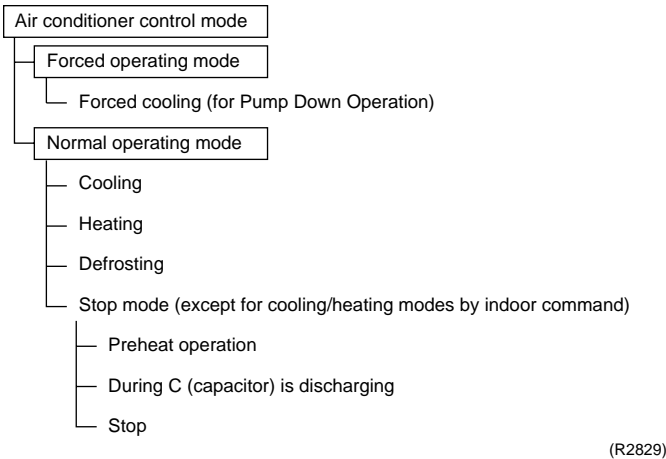 Air conditioner control mode
Forced operating mode
Forced cooling (for Pump Down Operation)
Normal operating mode
Cooling
Heating
Defrosting
Stop mode (except for cooling/heating modes by indoor command)
Preheat operation
During C (capacitor) is discharging
Stop
(R2829)